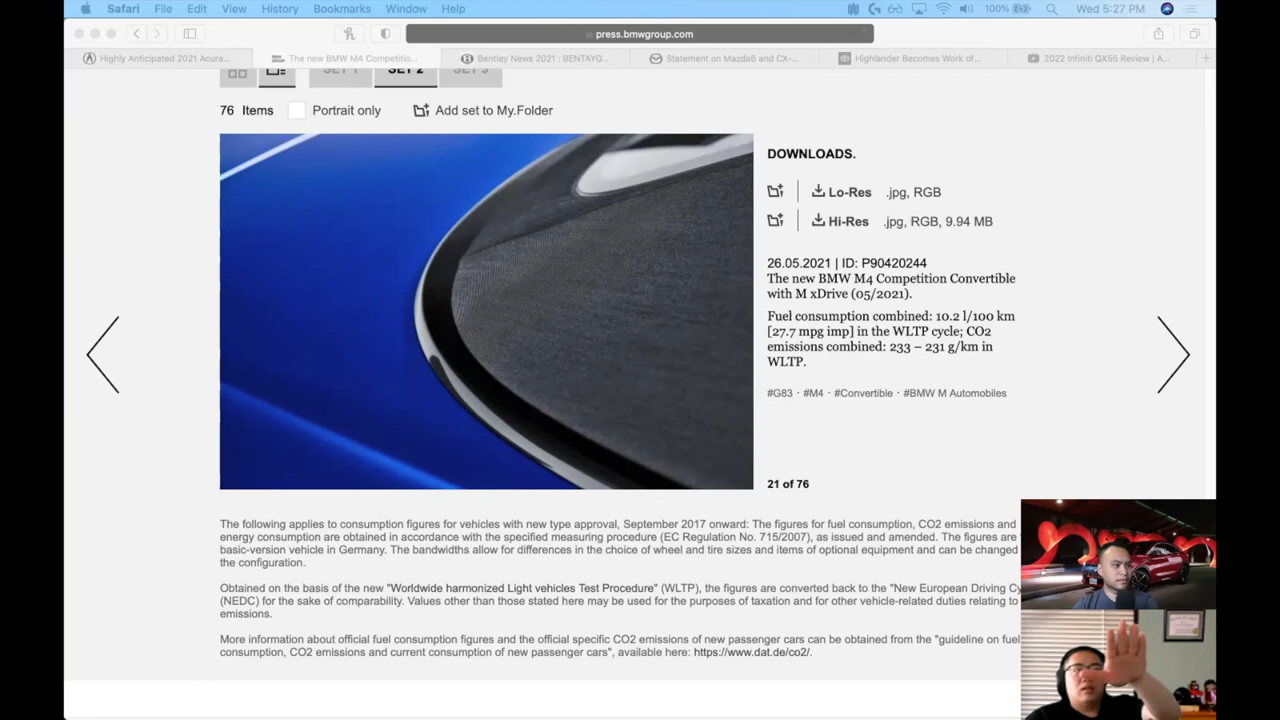 Safari File Edit View History Bookmarks Window Help 100% Wed 5:27 PM
press.bmwgroup.com
Highly Anticipated 2021 Acura... The new BMW M4 Competitio... Bentley News 2021 : BENTAYG... Statement on Mazda6 and CX-... Highlander Becomes Work of... 2022 Infiniti QX55 Review | A...
SET 1 SET 2 SET 3
76 Items Portrait only Add set to My.Folder
DOWNLOADS.
Lo-Res .jpg, RGB
Hi-Res .jpg, RGB, 9.94 MB
26.05.2021 | ID: P90420244
The new BMW M4 Competition Convertible
with M xDrive (05/2021).
Fuel consumption combined: 10.2 l/100 km
[27.7 mpg imp] in the WLTP cycle; CO2
emissions combined: 233 – 231 g/km in
WLTP.
#G83 · #M4 · #Convertible · #BMW M Automobiles
21 of 76
The following applies to consumption figures for vehicles with new type approval, September 2017 onward: The figures for fuel consumption, CO2 emissions and
energy consumption are obtained in accordance with the specified measuring procedure (EC Regulation No. 715/2007), as issued and amended. The figures are
basic-version vehicle in Germany. The bandwidths allow for differences in the choice of wheel and tire sizes and items of optional equipment and can be changed
the configuration.
Obtained on the basis of the new "Worldwide harmonized Light vehicles Test Procedure" (WLTP), the figures are converted back to the "New European Driving Cy
(NEDC) for the sake of comparability. Values other than those stated here may be used for the purposes of taxation and for other vehicle-related duties relating to
emissions.
More information about official fuel consumption figures and the official specific CO2 emissions of new passenger cars can be obtained from the "guideline on fuel
consumption, CO2 emissions and current consumption of new passenger cars", available here: https://www.dat.de/co2/.